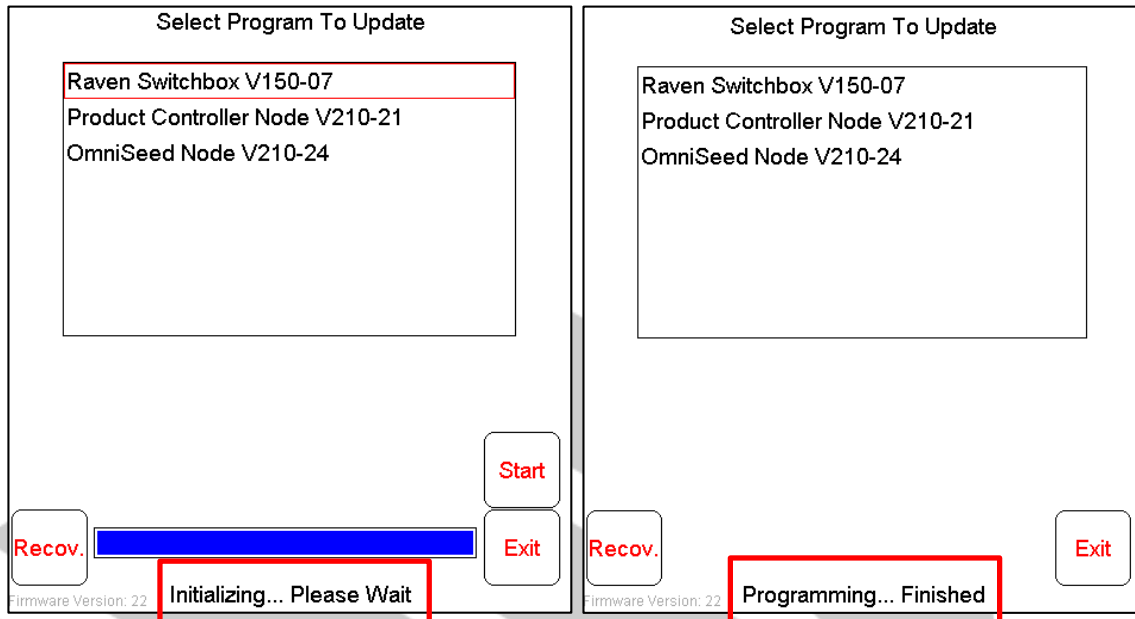 Select Program To Update
Raven Switchbox V150-07
Product Controller Node V210-21
OmniSeed Node V210-24
Start
Recov.
Exit
Firmware Version: 22
Initializing... Please Wait
Select Program To Update
Raven Switchbox V150-07
Product Controller Node V210-21
OmniSeed Node V210-24
Recov.
Exit
Firmware Version: 22
Programming... Finished